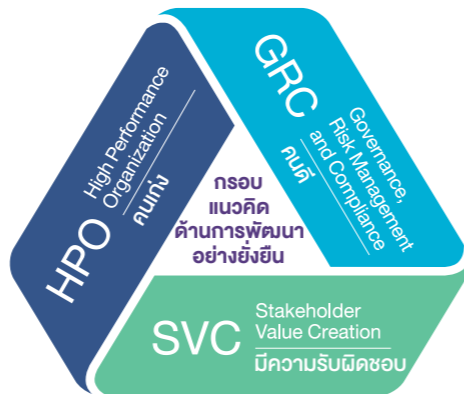 HPO
High Performance
Organization
คนเก่ง
GRC
Governance,
Risk Management
and Compliance
คนดี
กรอบ
แนวคิด
ด้านการพัฒนา
อย่างยั่งยืน
SVC
Stakeholder
Value Creation
มีความรับผิดชอบ